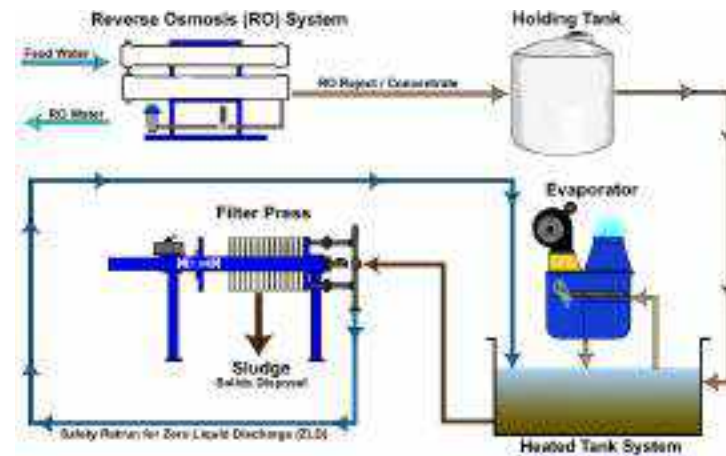 Reverse Osmosis (RO) System
Holding Tank
Feed Water
RO Reject / Concentrate
RO Water
Evaporator
Filter Press
Sludge
Solids Disposal
Safety Retrun for Zero Liquid Discharge (ZLD)
Heated Tank System